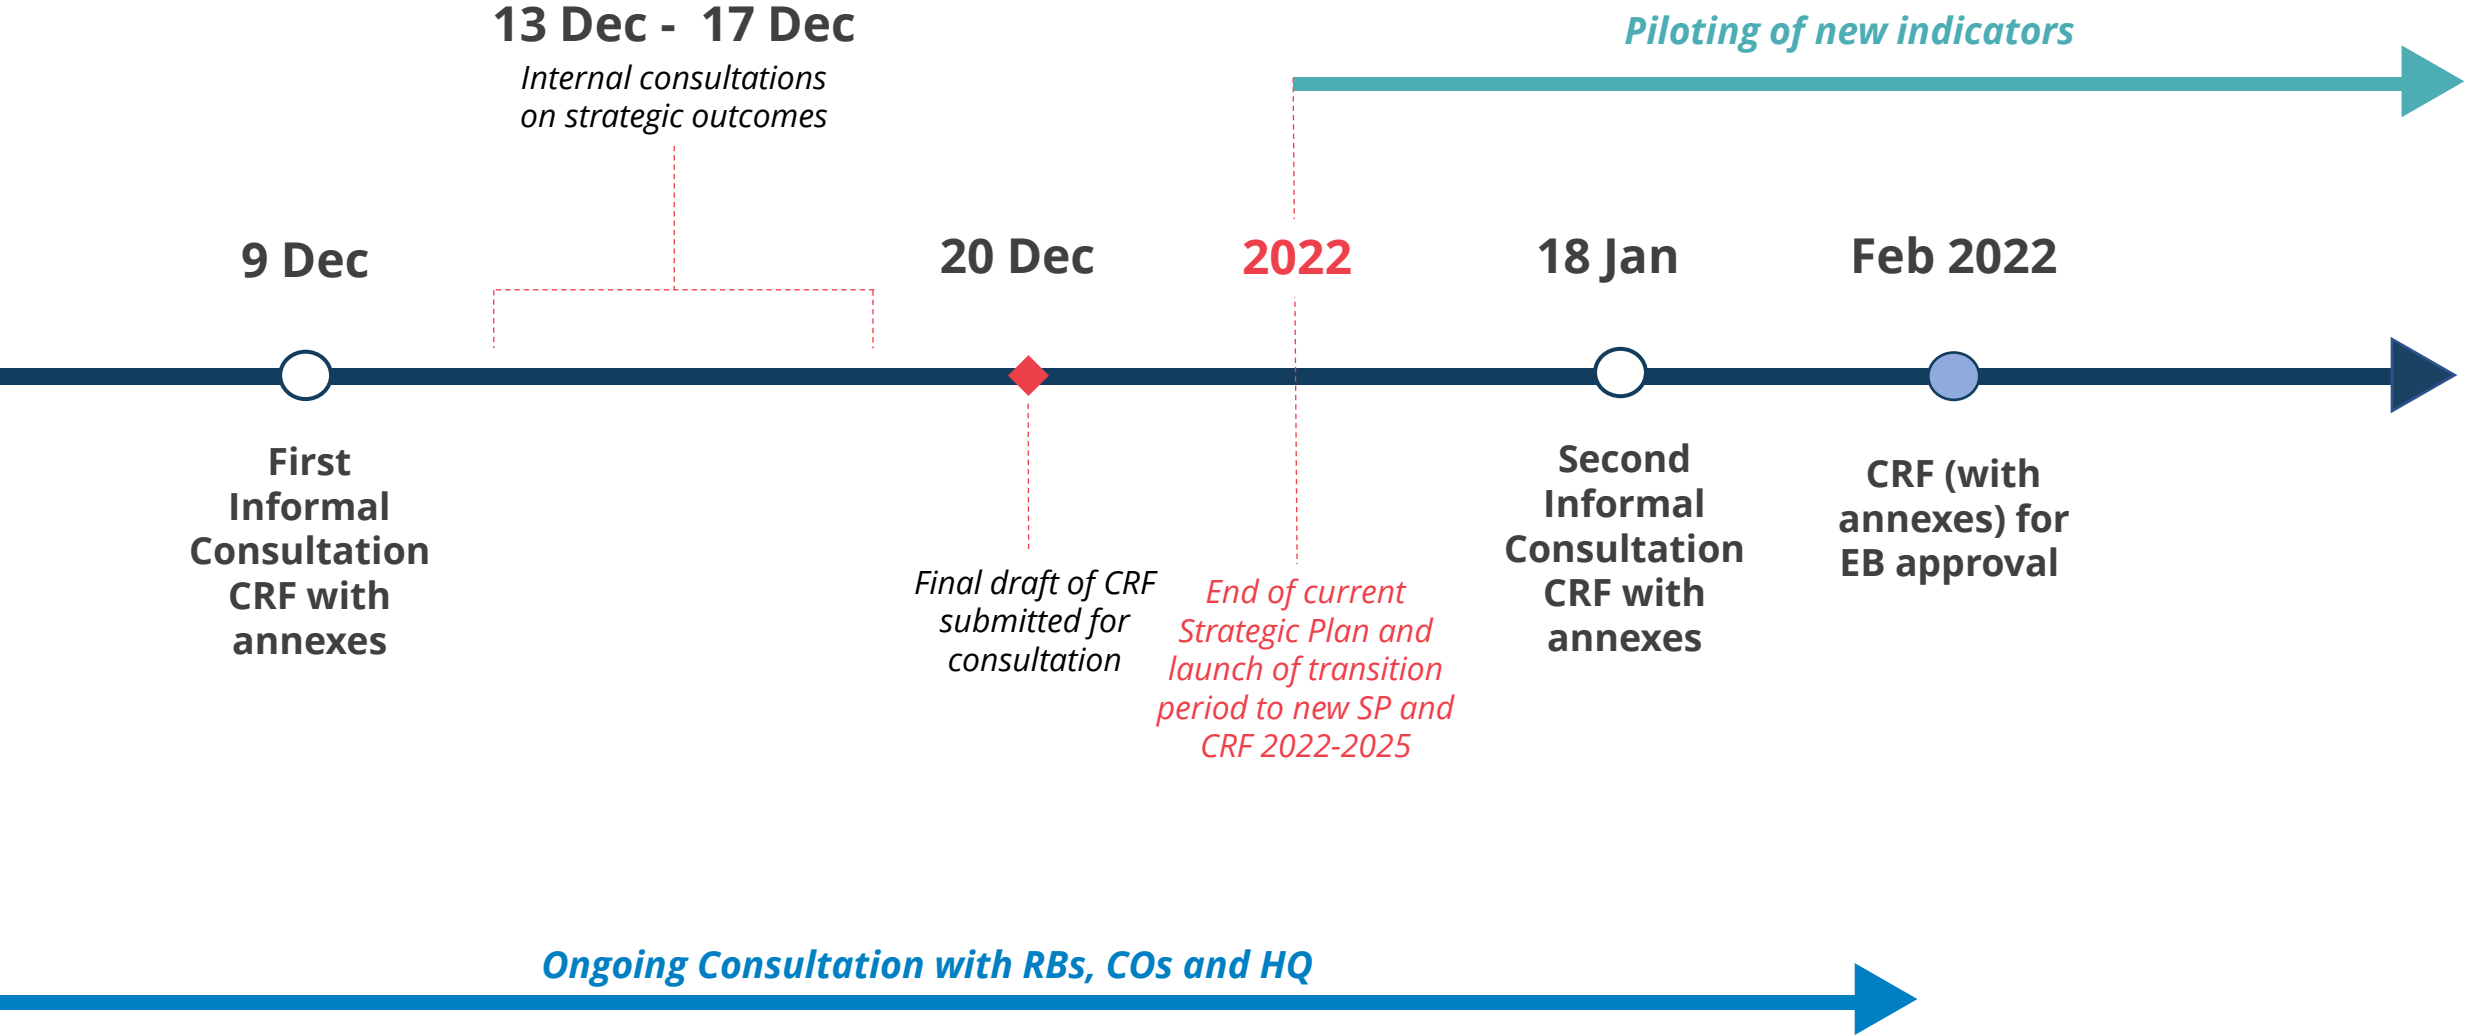 13 Dec - 17 Dec
Internal consultations
on strategic outcomes
Piloting of new indicators
9 Dec
20 Dec
2022
18 Jan
Feb 2022
First
Informal
Consultation
CRF with
annexes
Final draft of CRF
submitted for
consultation
End of current
Strategic Plan and
launch of transition
period to new SP and
CRF 2022-2025
Second
Informal
Consultation
CRF with
annexes
CRF (with
annexes) for
EB approval
Ongoing Consultation with RBs, COs and HQ